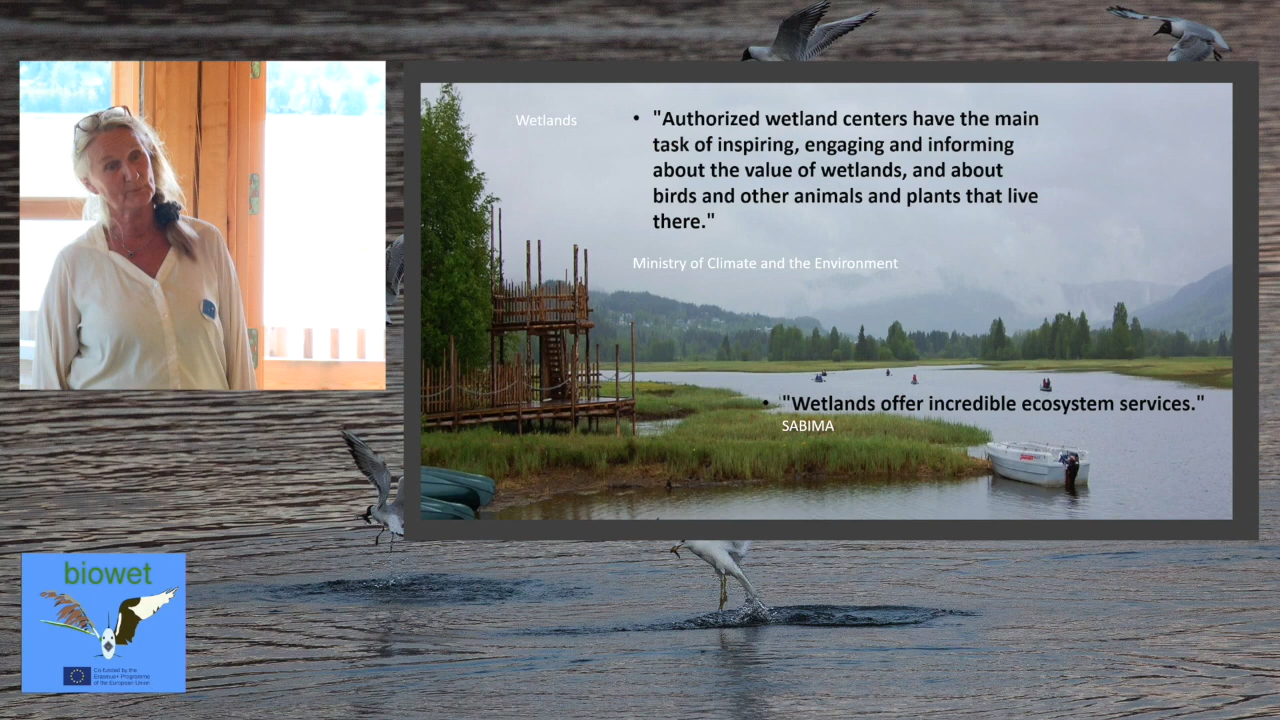 Wetlands
• "Authorized wetland centers have the main
task of inspiring, engaging and informing
about the value of wetlands, and about
birds and other animals and plants that live
there."
Ministry of Climate and the Environment
• "Wetlands offer incredible ecosystem services."
SABIMA
biowet
Co-funded by the
Erasmus+ Programme
of the European Union